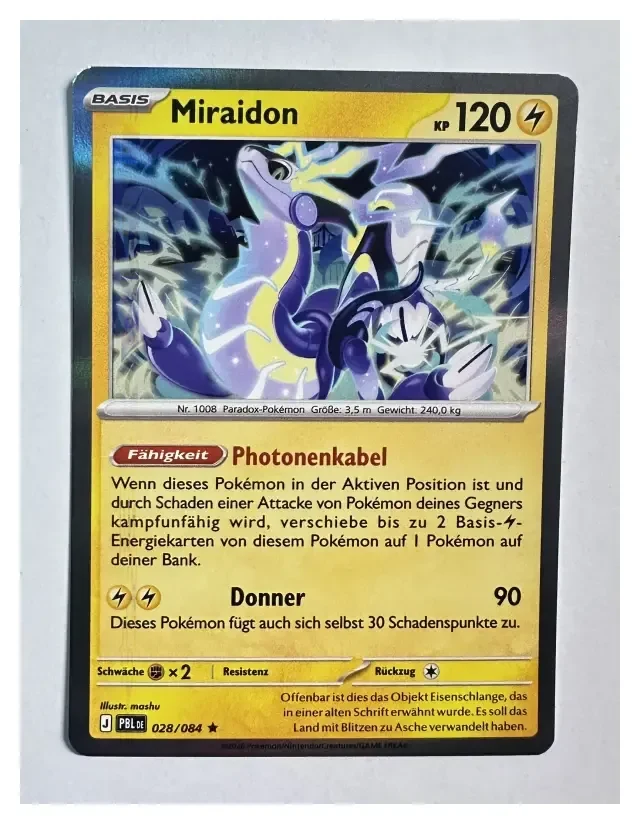 BASIS Miraidon KP 120
Nr. 1008 Paradox-Pokémon Größe: 3,5 m Gewicht: 240,0 kg
Fähigkeit Photonenkabel
Wenn dieses Pokémon in der Aktiven Position ist und
durch Schaden einer Attacke von Pokémon deines Gegners
kampfunfähig wird, verschiebe bis zu 2 Basis-
Energiekarten von diesem Pokémon auf 1 Pokémon auf
deiner Bank.
Donner 90
Dieses Pokémon fügt auch sich selbst 30 Schadenspunkte zu.
Schwäche ×2 Resistenz Rückzug
Illustr. mashu
J PBL DE 028/084 ★
Offenbar ist dies das Objekt Eisenschlange, das
in einer alten Schrift erwähnt wurde. Es soll das
Land mit Blitzen zu Asche verwandelt haben.
Pokémon/Nintendo/Creatures/GAME FREAK